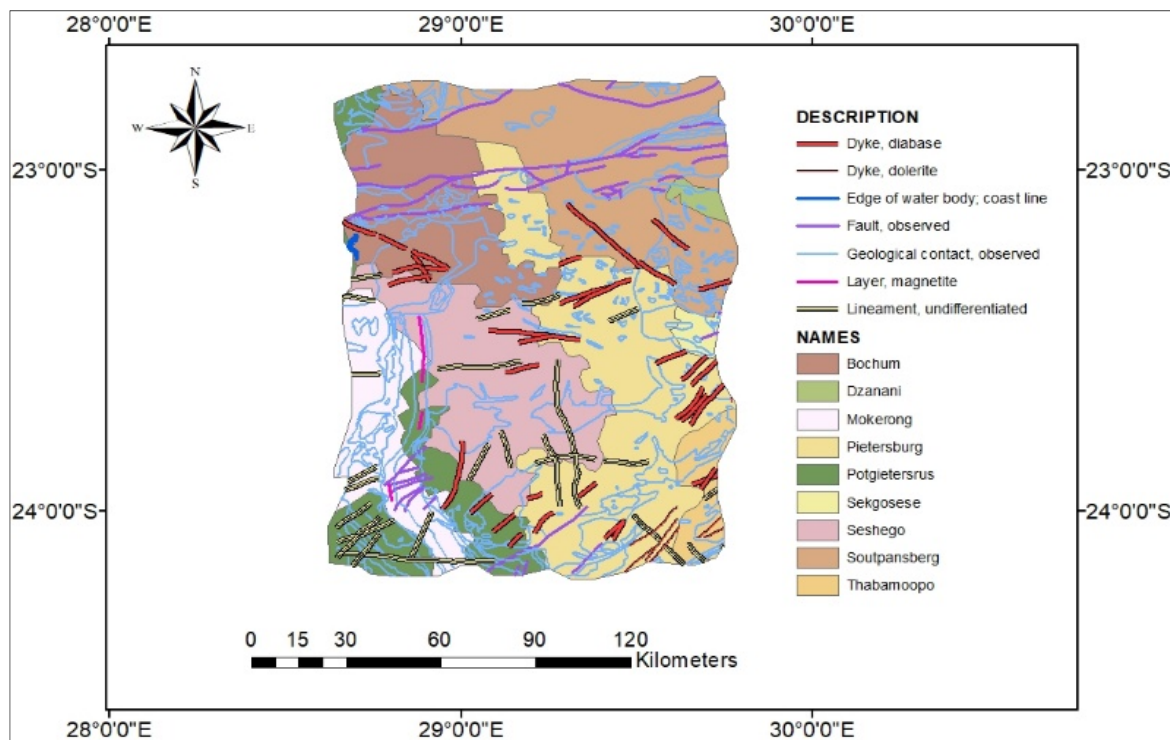 28°0'0"E 29°0'0"E 30°0'0"E
N
W E
S
23°0'0"S 23°0'0"S
24°0'0"S 24°0'0"S
DESCRIPTION
Dyke, diabase
Dyke, dolerite
Edge of water body; coast line
Fault, observed
Geological contact, observed
Layer, magnetite
Lineament, undifferentiated
NAMES
Bochum
Dzanani
Mokerong
Pietersburg
Potgietersrus
Sekgosese
Seshego
Soutpansberg
Thabamoopo
0 15 30 60 90 120
Kilometers
28°0'0"E 29°0'0"E 30°0'0"E